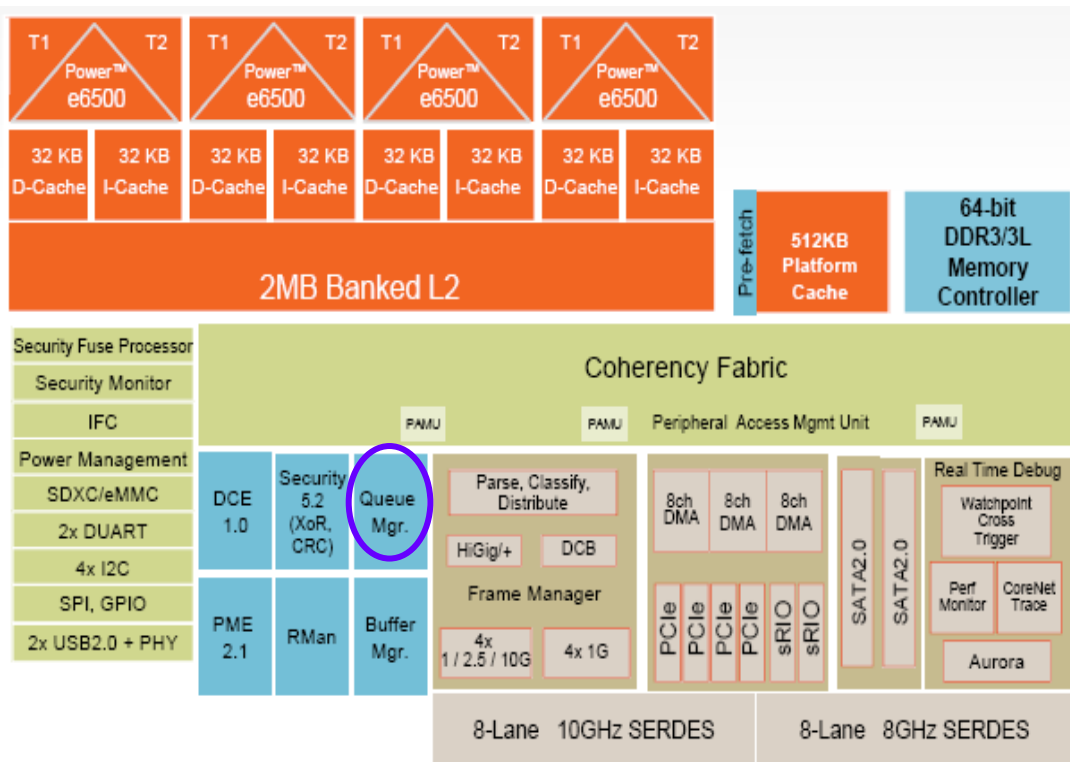 T1 T2 T1 T2 T1 T2 T1 T2
Power™ Power™ Power™ Power™
e6500 e6500 e6500 e6500
32 KB 32 KB 32 KB 32 KB 32 KB 32 KB 32 KB 32 KB
D-Cache I-Cache D-Cache I-Cache D-Cache I-Cache D-Cache I-Cache
2MB Banked L2
Pre-fetch
512KB
Platform
Cache
64-bit
DDR3/3L
Memory
Controller
Security Fuse Processor
Security Monitor
IFC
Power Management
SDXC/eMMC
2x DUART
4x I2C
SPI, GPIO
2x USB2.0 + PHY
Coherency Fabric
PAMU PAMU Peripheral Access Mgmt Unit PAMU
DCE
1.0
Security
5.2
(XoR,
CRC)
Queue
Mgr.
PME
2.1
RMan
Buffer
Mgr.
Parse, Classify,
Distribute
HiGig/+ DCB
Frame Manager
4x
1 / 2.5 / 10G
4x 1G
8ch
DMA
8ch
DMA
8ch
DMA
PCIe
PCIe
PCIe
PCIe
sRIO
sRIO
SATA2.0
SATA2.0
Real Time Debug
Watchpoint
Cross
Trigger
Perf
Monitor
CoreNet
Trace
Aurora
8-Lane 10GHz SERDES
8-Lane 8GHz SERDES